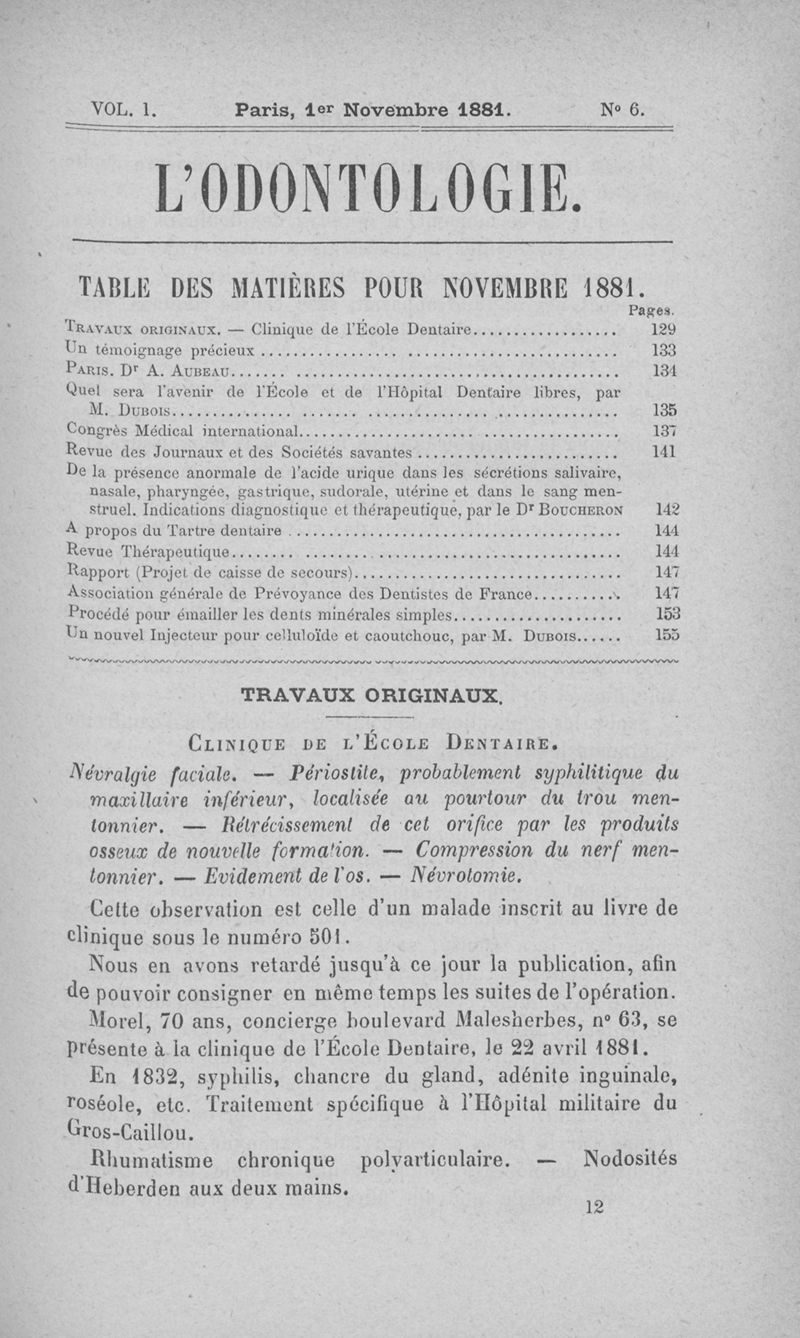 VOL. 1. Paris, 1er Novembre 1881. N° 6.
L'ODONTOLOGIE.
TABLE DES MATIÈRES POUR NOVEMBRE 1881.
Pages.
TRAVAUX ORIGINAUX. — Clinique de l'École Dentaire.................. 129
Un témoignage précieux ............................................ 133
PARIS. Dr A. AUBEAU................................................ 134
Quel sera l'avenir de l'École et de l'Hôpital Dentaire libres, par
M. DUBOIS.......................................................... 135
Congrès Médical international...................................... 137
Revue des Journaux et des Sociétés savantes ......................... 141
De la présence anormale de l'acide urique dans les sécrétions salivaire,
nasale, pharyngée, gastrique, sudorale, utérine et dans le sang men-
struel. Indications diagnostique et thérapeutique, par le Dr BOUCHERON 142
A propos du Tartre dentaire ......................................... 144
Revue Thérapeutique................................................. 144
Rapport (Projet de caisse de secours)................................. 147
Association générale de Prévoyance des Dentistes de France.......... 147
Procédé pour émailler les dents minérales simples..................... 153
Un nouvel Injecteur pour celluloïde et caoutchouc, par M. DUBOIS...... 155
TRAVAUX ORIGINAUX.
CLINIQUE DE L'ÉCOLE DENTAIRE.
Névralgie faciale. — Périostite, probablement syphilitique du
maxillaire inférieur, localisée au pourtour du trou men-
tonnier. — Rétrécissement de cet orifice par les produits
osseux de nouvelle formation. — Compression du nerf men-
tonnier. — Evidement de l'os. — Névrotomie.
Cette observation est celle d'un malade inscrit au livre de
clinique sous le numéro 501.
Nous en avons retardé jusqu'à ce jour la publication, afin
de pouvoir consigner en même temps les suites de l'opération.
Morel, 70 ans, concierge boulevard Malesherbes, n° 63, se
présente à la clinique de l'École Dentaire, le 22 avril 1881.
En 1832, syphilis, chancre du gland, adénite inguinale,
roséole, etc. Traitement spécifique à l'Hôpital militaire du
Gros-Caillou.
Rhumatisme chronique polyarticulaire. — Nodosités
d'Heberden aux deux mains.
12